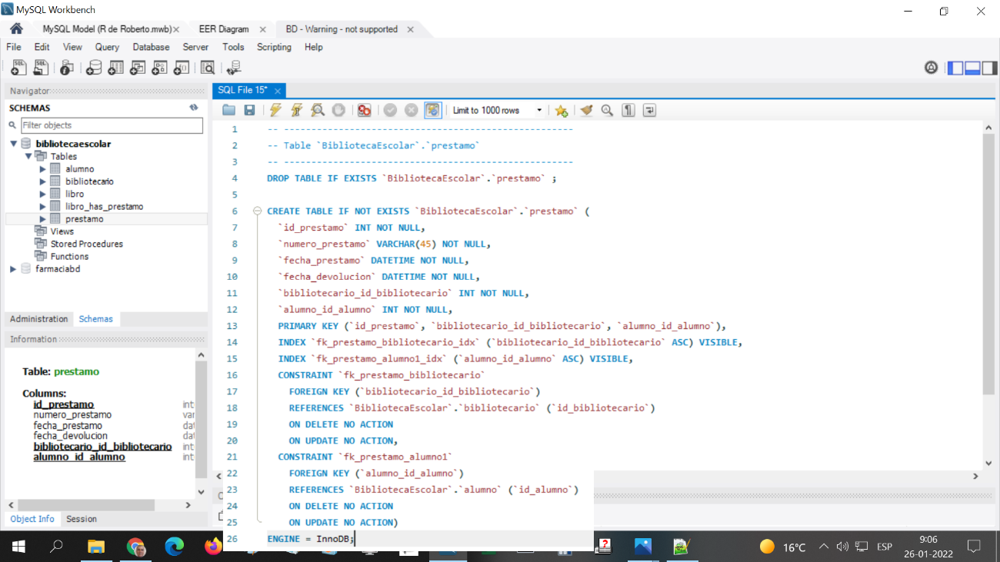 MySQL Workbench
MySQL Model (R de Roberto.mwb) EER Diagram BD - Warning - not supported
File Edit View Query Database Server Tools Scripting Help
Navigator
SCHEMAS
Filter objects
bibliotecaescolar
Tables
alumno
bibliotecario
libro
libro_has_prestamo
prestamo
Views
Stored Procedures
Functions
farmaciabd
Administration Schemas
Information
Table: prestamo
Columns:
id_prestamo int
numero_prestamo var
fecha_prestamo dat
fecha_devolucion dat
bibliotecario_id_bibliotecario int
alumno_id_alumno int
Object Info Session
SQL File 15*
Limit to 1000 rows
1 -- -----------------------------------------------------
2 -- Table `BibliotecaEscolar`.`prestamo`
3 -- -----------------------------------------------------
4 DROP TABLE IF EXISTS `BibliotecaEscolar`.`prestamo` ;
5
6 CREATE TABLE IF NOT EXISTS `BibliotecaEscolar`.`prestamo` (
7 `id_prestamo` INT NOT NULL,
8 `numero_prestamo` VARCHAR(45) NOT NULL,
9 `fecha_prestamo` DATETIME NOT NULL,
10 `fecha_devolucion` DATETIME NOT NULL,
11 `bibliotecario_id_bibliotecario` INT NOT NULL,
12 `alumno_id_alumno` INT NOT NULL,
13 PRIMARY KEY (`id_prestamo`, `bibliotecario_id_bibliotecario`, `alumno_id_alumno`),
14 INDEX `fk_prestamo_bibliotecario_idx` (`bibliotecario_id_bibliotecario` ASC) VISIBLE,
15 INDEX `fk_prestamo_alumno1_idx` (`alumno_id_alumno` ASC) VISIBLE,
16 CONSTRAINT `fk_prestamo_bibliotecario`
17 FOREIGN KEY (`bibliotecario_id_bibliotecario`)
18 REFERENCES `BibliotecaEscolar`.`bibliotecario` (`id_bibliotecario`)
19 ON DELETE NO ACTION
20 ON UPDATE NO ACTION,
21 CONSTRAINT `fk_prestamo_alumno1`
22 FOREIGN KEY (`alumno_id_alumno`)
23 REFERENCES `BibliotecaEscolar`.`alumno` (`id_alumno`)
24 ON DELETE NO ACTION
25 ON UPDATE NO ACTION)
26 ENGINE = InnoDB;
16°C ESP 9:06
26-01-2022